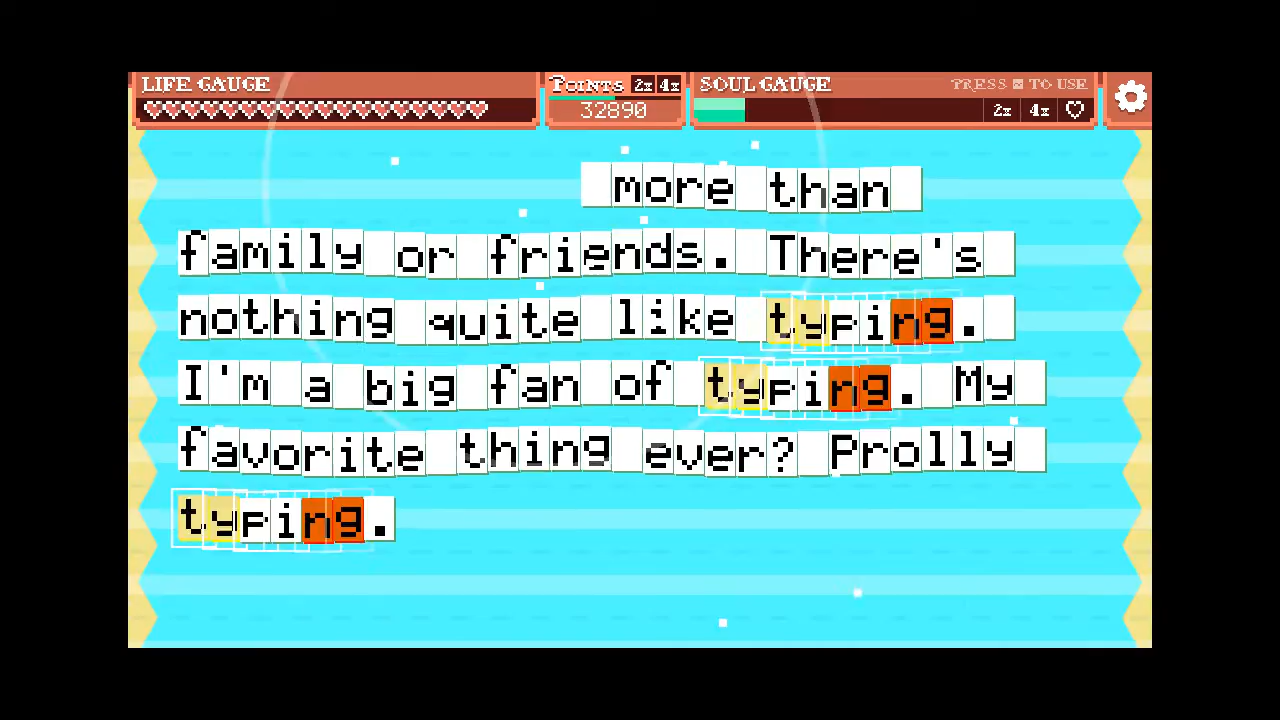 LIFE GAUGE POINTS 2x 4x SOUL GAUGE PRESS TO USE
32890 2x 4x
more than
family or friends. There's
nothing quite like typing.
I'm a big fan of typing. My
favorite thing ever? Prolly
typing.